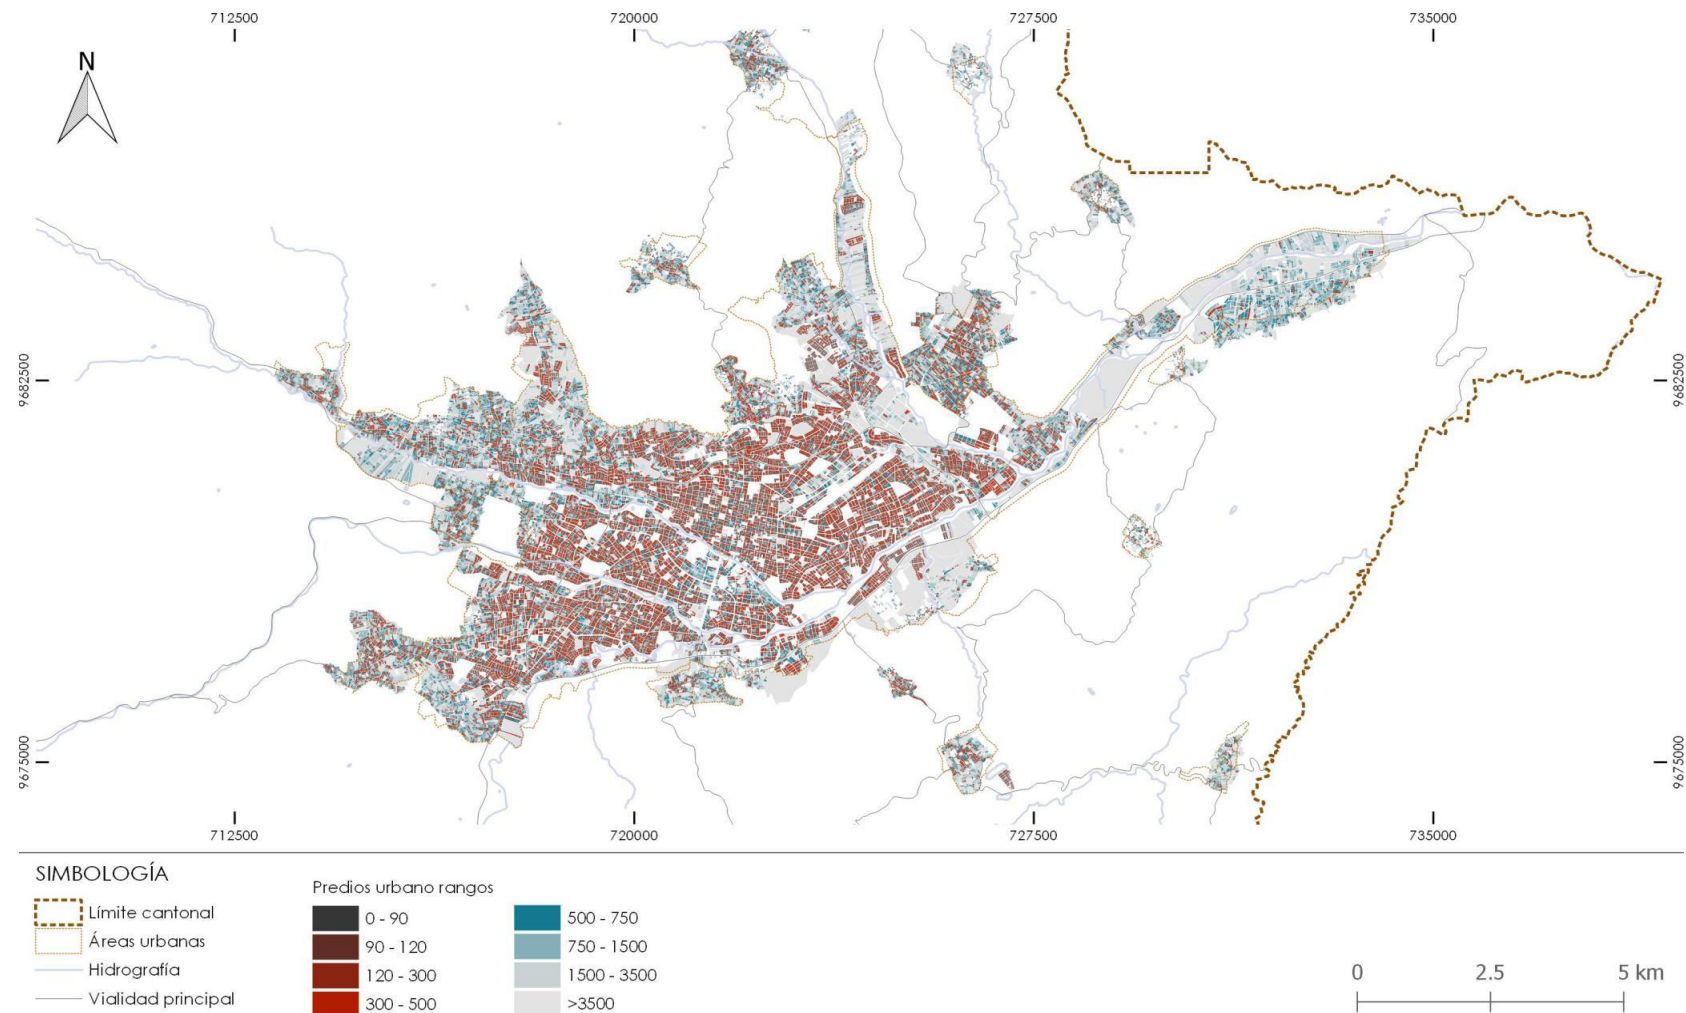 712500 720000 727500 735000
N
9682500 9682500
9675000 9675000
712500 720000 727500 735000
SIMBOLOGÍA
Límite cantonal
Áreas urbanas
Hidrografía
Vialidad principal
Predios urbano rangos
0 - 90
90 - 120
120 - 300
300 - 500
500 - 750
750 - 1500
1500 - 3500
>3500
0 2.5 5 km